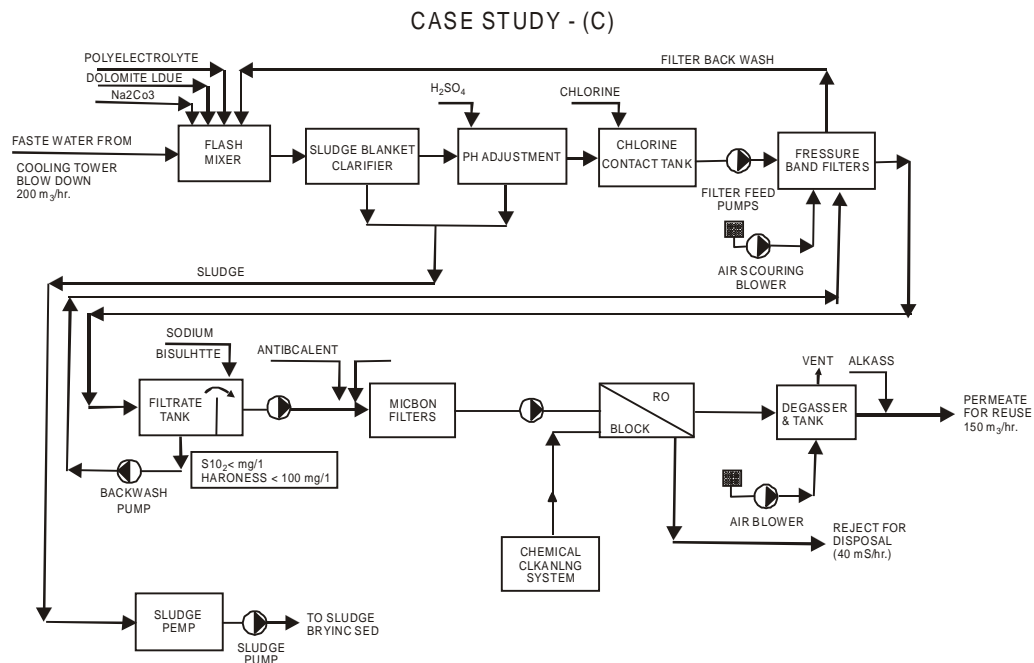 CASE STUDY - (C)
POLYELECTROLYTE
DOLOMITE LDUE
Na2Co3
FILTER BACK WASH
H₂SO₄
CHLORINE
FASTE WATER FROM
COOLING TOWER
BLOW DOWN
200 m₃/hr.
FLASH
MIXER
SLUDGE BLANKET
CLARIFIER
PH ADJUSTMENT
CHLORINE
CONTACT TANK
FILTER FEED
PUMPS
FRESSURE
BAND FILTERS
AIR SCOURING
BLOWER
SLUDGE
SODIUM
BISULHTTE
ANTIBCALENT
FILTRATE
TANK
MICBON
FILTERS
RO
BLOCK
VENT
ALKASS
DEGASSER
& TANK
PERMEATE
FOR REUSE
150 m₃/hr.
S10₂< mg/1
HARONESS < 100 mg/1
BACKWASH
PUMP
AIR BLOWER
REJECT FOR
DISPOSAL
(40 mS/hr.)
CHEMICAL
CLKANLNG
SYSTEM
SLUDGE
PEMP
SLUDGE
PUMP
TO SLUDGE
BRYINC SED